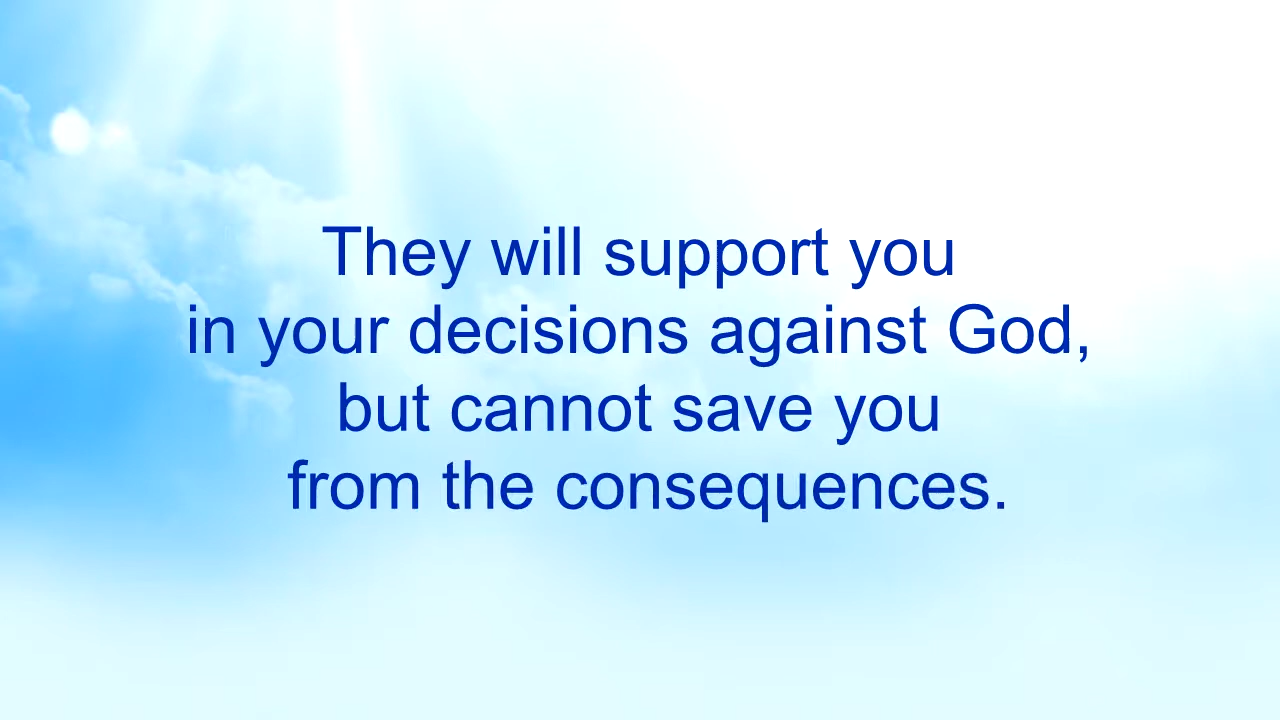 They will support you
in your decisions against God,
but cannot save you
from the consequences.